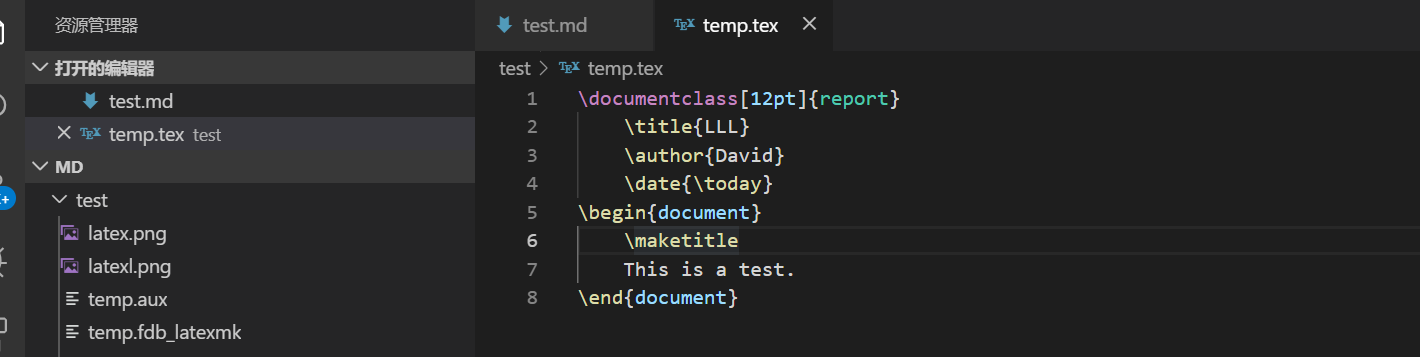 资源管理器
打开的编辑器
test.md
temp.tex test
MD
test
latex.png
latexl.png
temp.aux
temp.fdb_latexmk
test.md
temp.tex
test > temp.tex
1 \documentclass[12pt]{report}
2 \title{LLL}
3 \author{David}
4 \date{\today}
5 \begin{document}
6 \maketitle
7 This is a test.
8 \end{document}